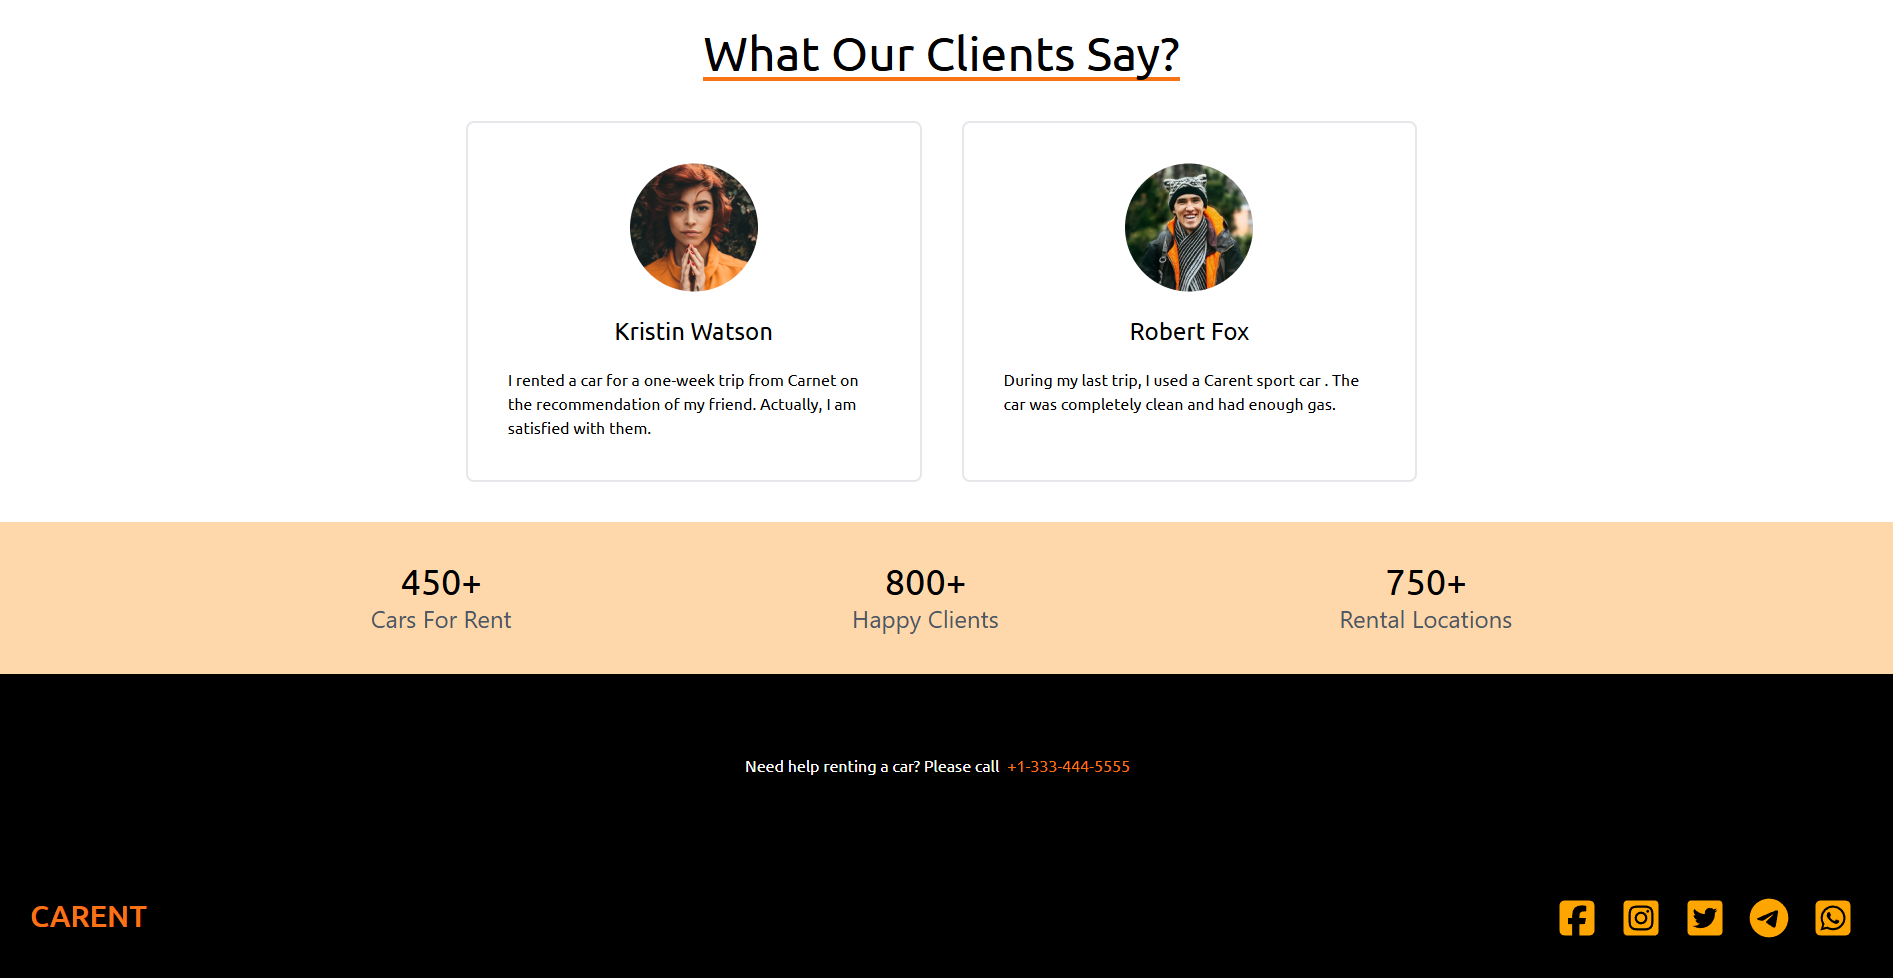 What Our Clients Say?
Kristin Watson
I rented a car for a one-week trip from Carnet on
the recommendation of my friend. Actually, I am
satisfied with them.
Robert Fox
During my last trip, I used a Carent sport car . The
car was completely clean and had enough gas.
450+
Cars For Rent
800+
Happy Clients
750+
Rental Locations
Need help renting a car? Please call +1-333-444-5555
CARENT